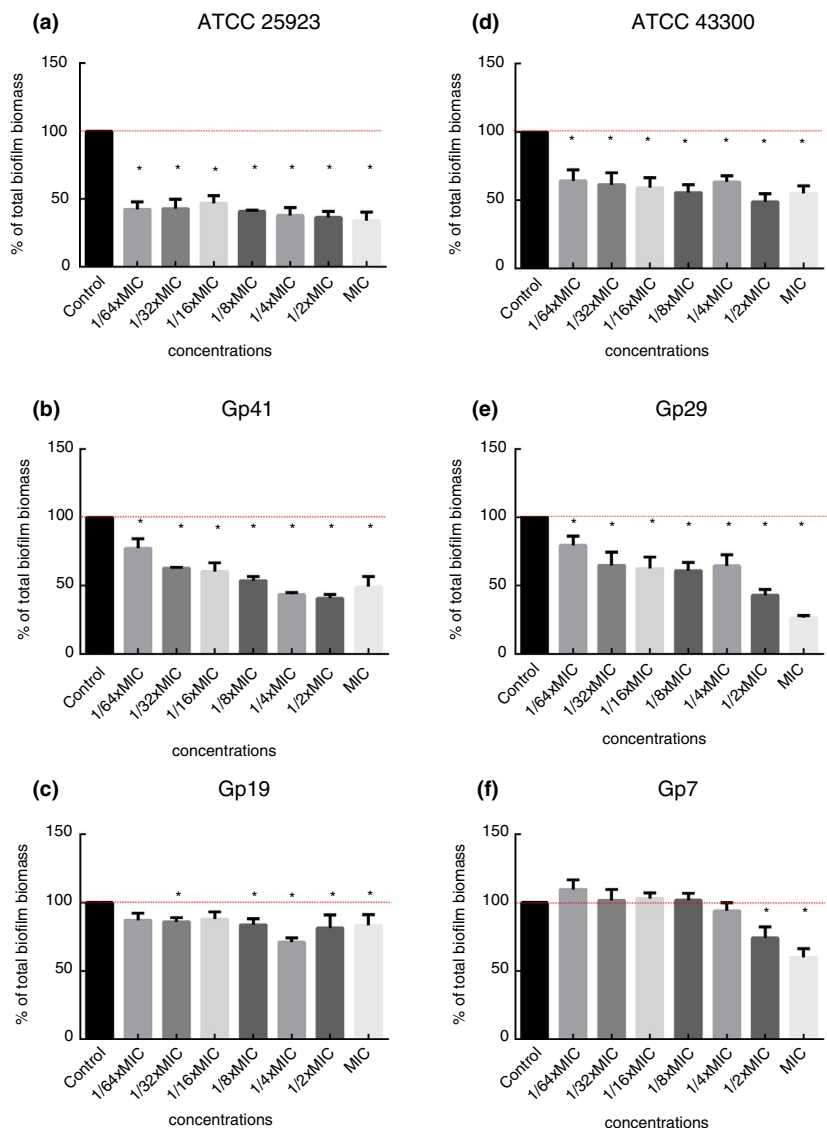 (a)
ATCC 25923
150
100
50
0
% of total biofilm biomass
* * * * * * *
Control
1/64xMIC
1/32xMIC
1/16xMIC
1/8xMIC
1/4xMIC
1/2xMIC
MIC
concentrations
(d)
ATCC 43300
150
100
50
0
% of total biofilm biomass
* * * * * * *
Control
1/64xMIC
1/32xMIC
1/16xMIC
1/8xMIC
1/4xMIC
1/2xMIC
MIC
concentrations
(b)
Gp41
150
100
50
0
% of total biofilm biomass
* * * * * * *
Control
1/64xMIC
1/32xMIC
1/16xMIC
1/8xMIC
1/4xMIC
1/2xMIC
MIC
concentrations
(e)
Gp29
150
100
50
0
% of total biofilm biomass
* * * * * * *
Control
1/64xMIC
1/32xMIC
1/16xMIC
1/8xMIC
1/4xMIC
1/2xMIC
MIC
concentrations
(c)
Gp19
150
100
50
0
% of total biofilm biomass
* * * * *
Control
1/64xMIC
1/32xMIC
1/16xMIC
1/8xMIC
1/4xMIC
1/2xMIC
MIC
concentrations
(f)
Gp7
150
100
50
0
% of total biofilm biomass
* *
Control
1/64xMIC
1/32xMIC
1/16xMIC
1/8xMIC
1/4xMIC
1/2xMIC
MIC
concentrations